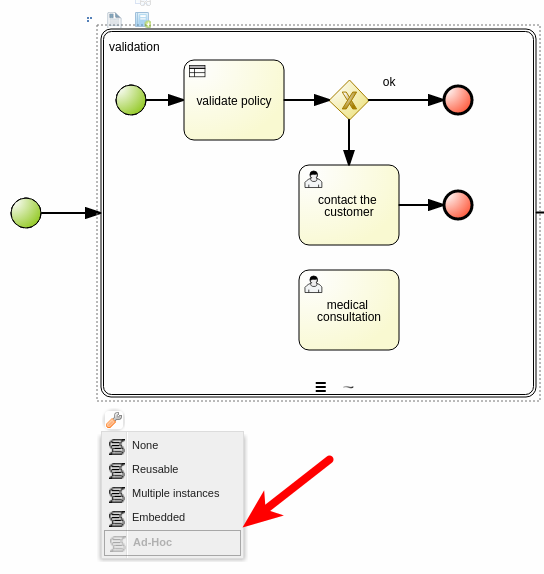 validation
ok
validate policy
contact the
customer
medical
consultation
None
Reusable
Multiple instances
Embedded
Ad-Hoc